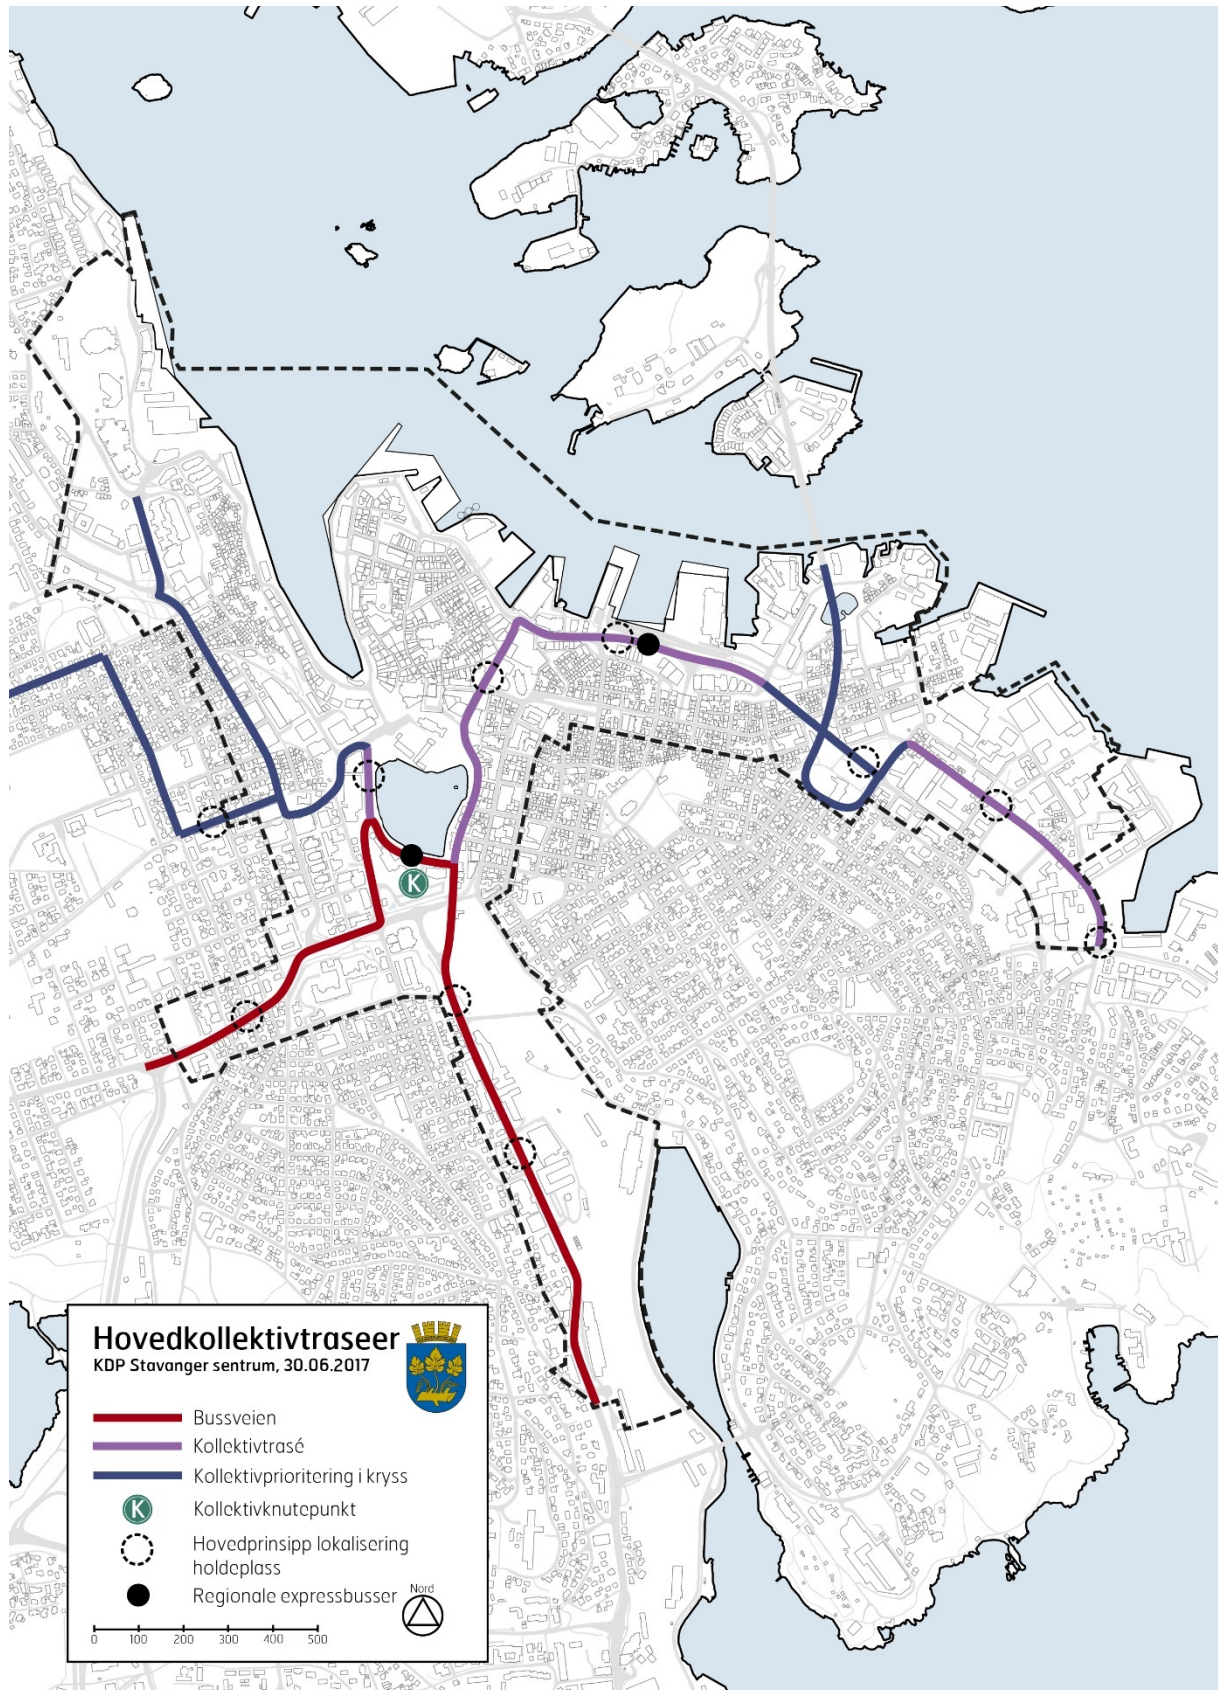 K
Hovedkollektivtraseer
KDP Stavanger sentrum, 30.06.2017
Bussveien
Kollektivtrasé
Kollektivprioritering i kryss
K
Kollektivknutepunkt
Hovedprinsipp lokalisering
holdeplass
Regionale expressbusser
Nord
0 100 200 300 400 500